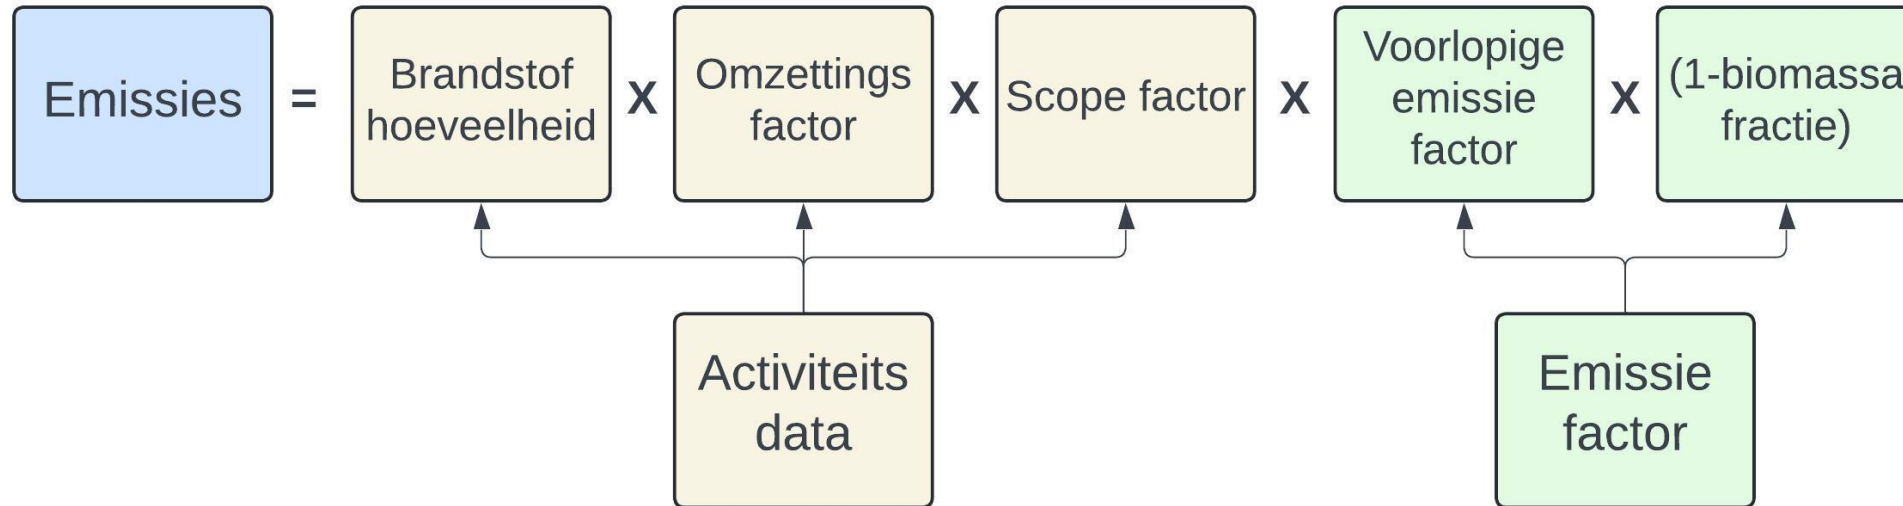 Emissies
=
Brandstof
hoeveelheid
X
Omzettings
factor
X
Scope factor
X
Voorlopige
emissie
factor
X
(1-biomassa
fractie)
Activiteits
data
Emissie
factor